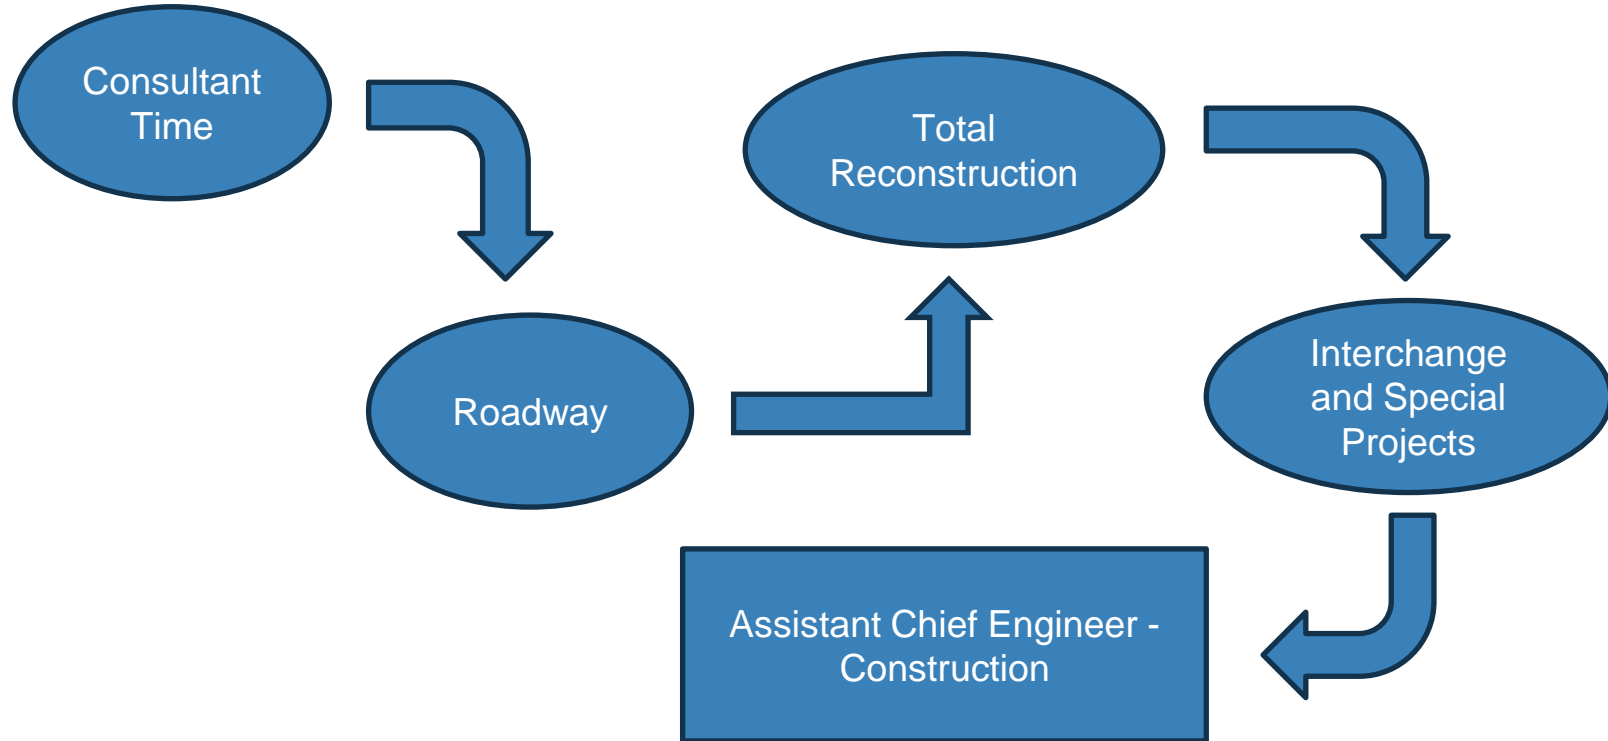 Consultant
Time
Roadway
Total
Reconstruction
Interchange
and Special
Projects
Assistant Chief Engineer -
Construction